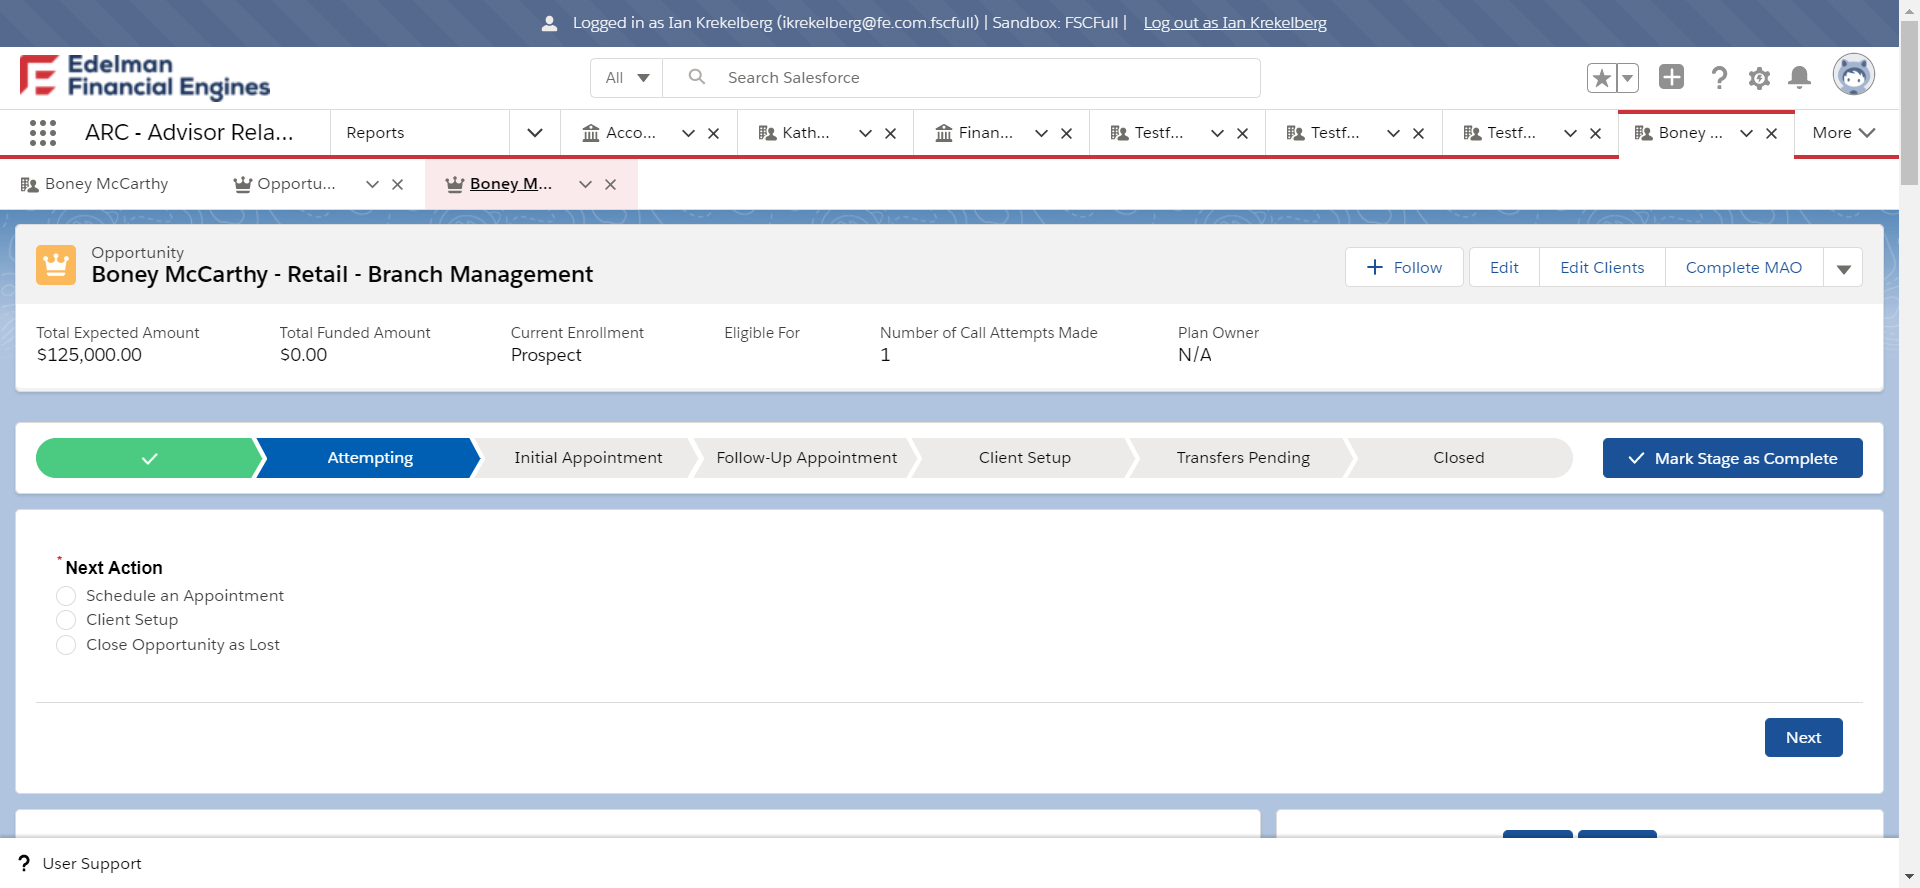 Logged in as Ian Krekelberg (ikrekelberg@fe.com.fscfull) | Sandbox: FSCFull | Log out as Ian Krekelberg
Edelman
Financial Engines
All
Search Salesforce
ARC - Advisor Rela...
Reports
Acco...
Kath...
Finan...
Testf...
Testf...
Testf...
Boney ...
More
Boney McCarthy
Opportu...
Boney M...
Opportunity
Boney McCarthy - Retail - Branch Management
Follow
Edit
Edit Clients
Complete MAO
Total Expected Amount
$125,000.00
Total Funded Amount
$0.00
Current Enrollment
Prospect
Eligible For
Number of Call Attempts Made
1
Plan Owner
N/A
Attempting
Initial Appointment
Follow-Up Appointment
Client Setup
Transfers Pending
Closed
Mark Stage as Complete
* Next Action
Schedule an Appointment
Client Setup
Close Opportunity as Lost
Next
? User Support